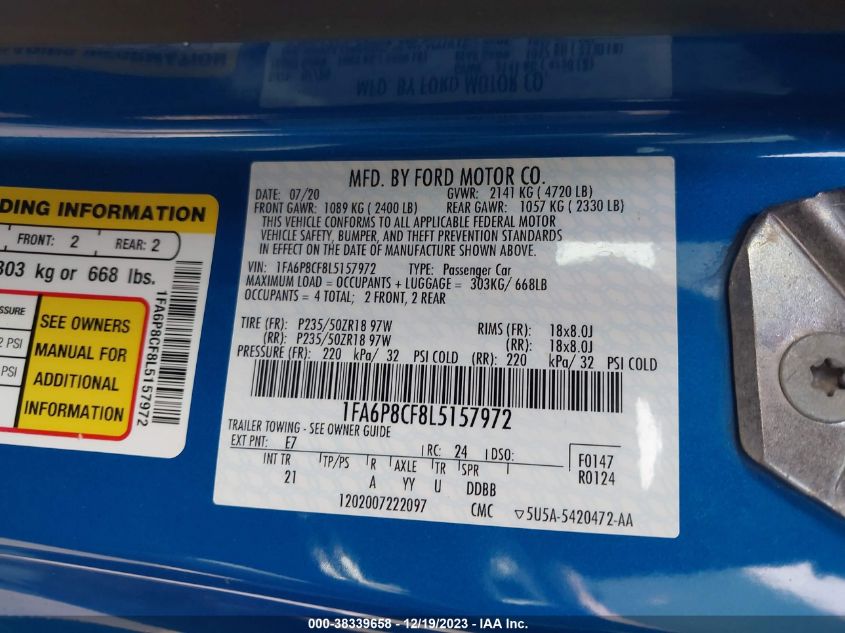 MFD. BY FORD MOTOR CO.
DATE: 07/20 GVWR: 2141 KG ( 4720 LB)
FRONT GAWR: 1089 KG ( 2400 LB) REAR GAWR: 1057 KG ( 2330 LB)
THIS VEHICLE CONFORMS TO ALL APPLICABLE FEDERAL MOTOR
VEHICLE SAFETY, BUMPER, AND THEFT PREVENTION STANDARDS
IN EFFECT ON THE DATE OF MANUFACTURE SHOWN ABOVE.
VIN: 1FA6P8CF8L5157972 TYPE: Passenger Car
MAXIMUM LOAD = OCCUPANTS + LUGGAGE = 303KG/ 668LB
OCCUPANTS = 4 TOTAL; 2 FRONT, 2 REAR
TIRE (FR): P235/50ZR18 97W RIMS (FR): 18x8.0J
(RR): P235/50ZR18 97W (RR): 18x8.0J
PRESSURE (FR): 220 kPa/ 32 PSI COLD (RR): 220 kPa/ 32 PSI COLD
1FA6P8CF8L5157972
TRAILER TOWING - SEE OWNER GUIDE
EXT PNT: E7 RC: 24 DSO: F0147
INT TR TP/PS R AXLE TR SPR R0124
21 A YY U DDBB
1202007222097 CMC ▽5U5A-5420472-AA
DING INFORMATION
FRONT: 2 REAR: 2
303 kg or 668 lbs.
SSURE
2 PSI
PSI
SEE OWNERS
MANUAL FOR
ADDITIONAL
INFORMATION
1FA6P8CF8L5157972
000-38339658 - 12/19/2023 - IAAI.COM.